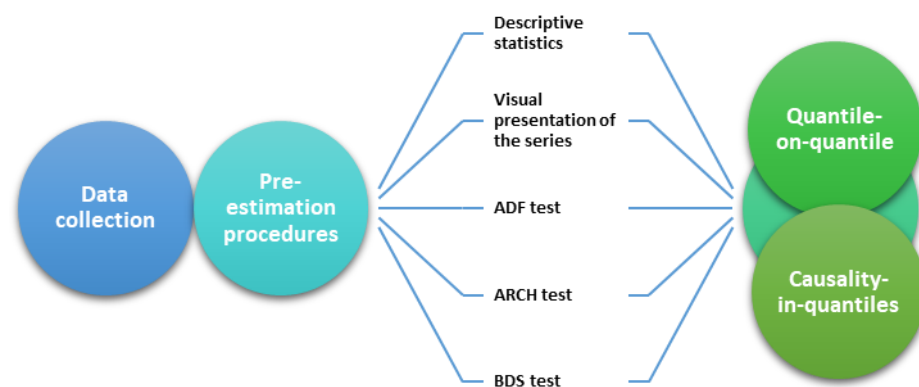 Data
collection
Pre-
estimation
procedures
Descriptive
statistics
Visual
presentation of
the series
ADF test
ARCH test
BDS test
Quantile-
on-quantile
Causality-
in-quantiles